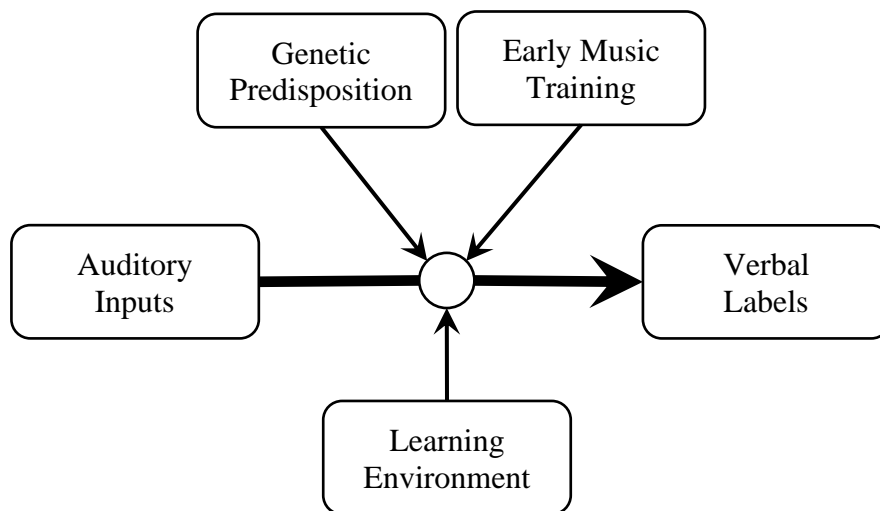 Genetic
Predisposition
Early Music
Training
Auditory
Inputs
Verbal
Labels
Learning
Environment